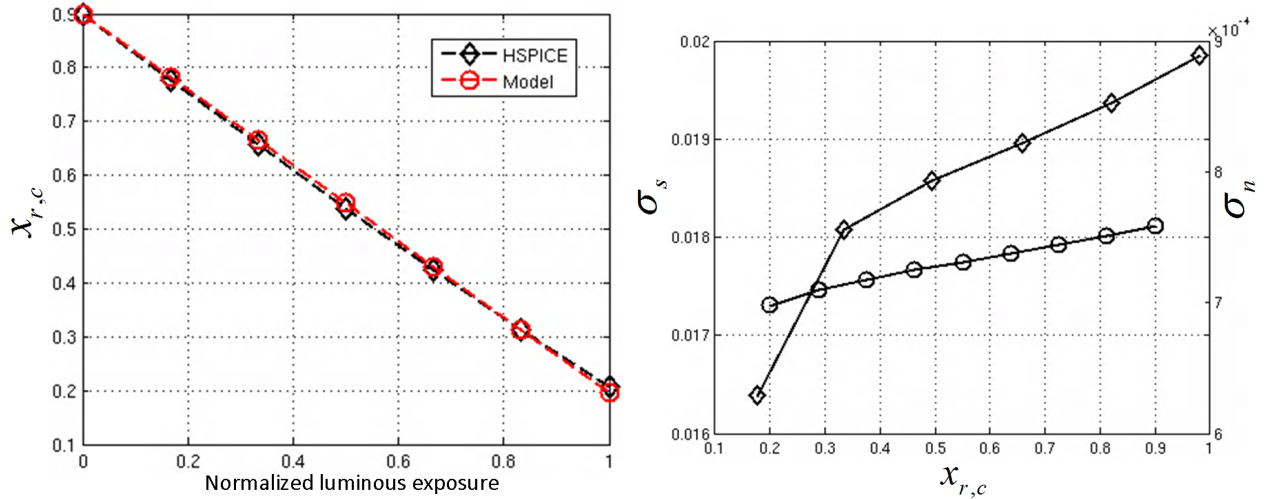 0.9
0.8
0.7
0.6
0.5
0.4
0.3
0.2
0.1
x_{r,c}
HSPICE
Model
0 0.2 0.4 0.6 0.8 1
Normalized luminous exposure
×10⁻⁴
0.02
0.019
0.018
0.017
0.016
σ_s
9
8
7
6
σ_n
0.1 0.2 0.3 0.4 0.5 0.6 0.7 0.8 0.9 1
x_{r,c}